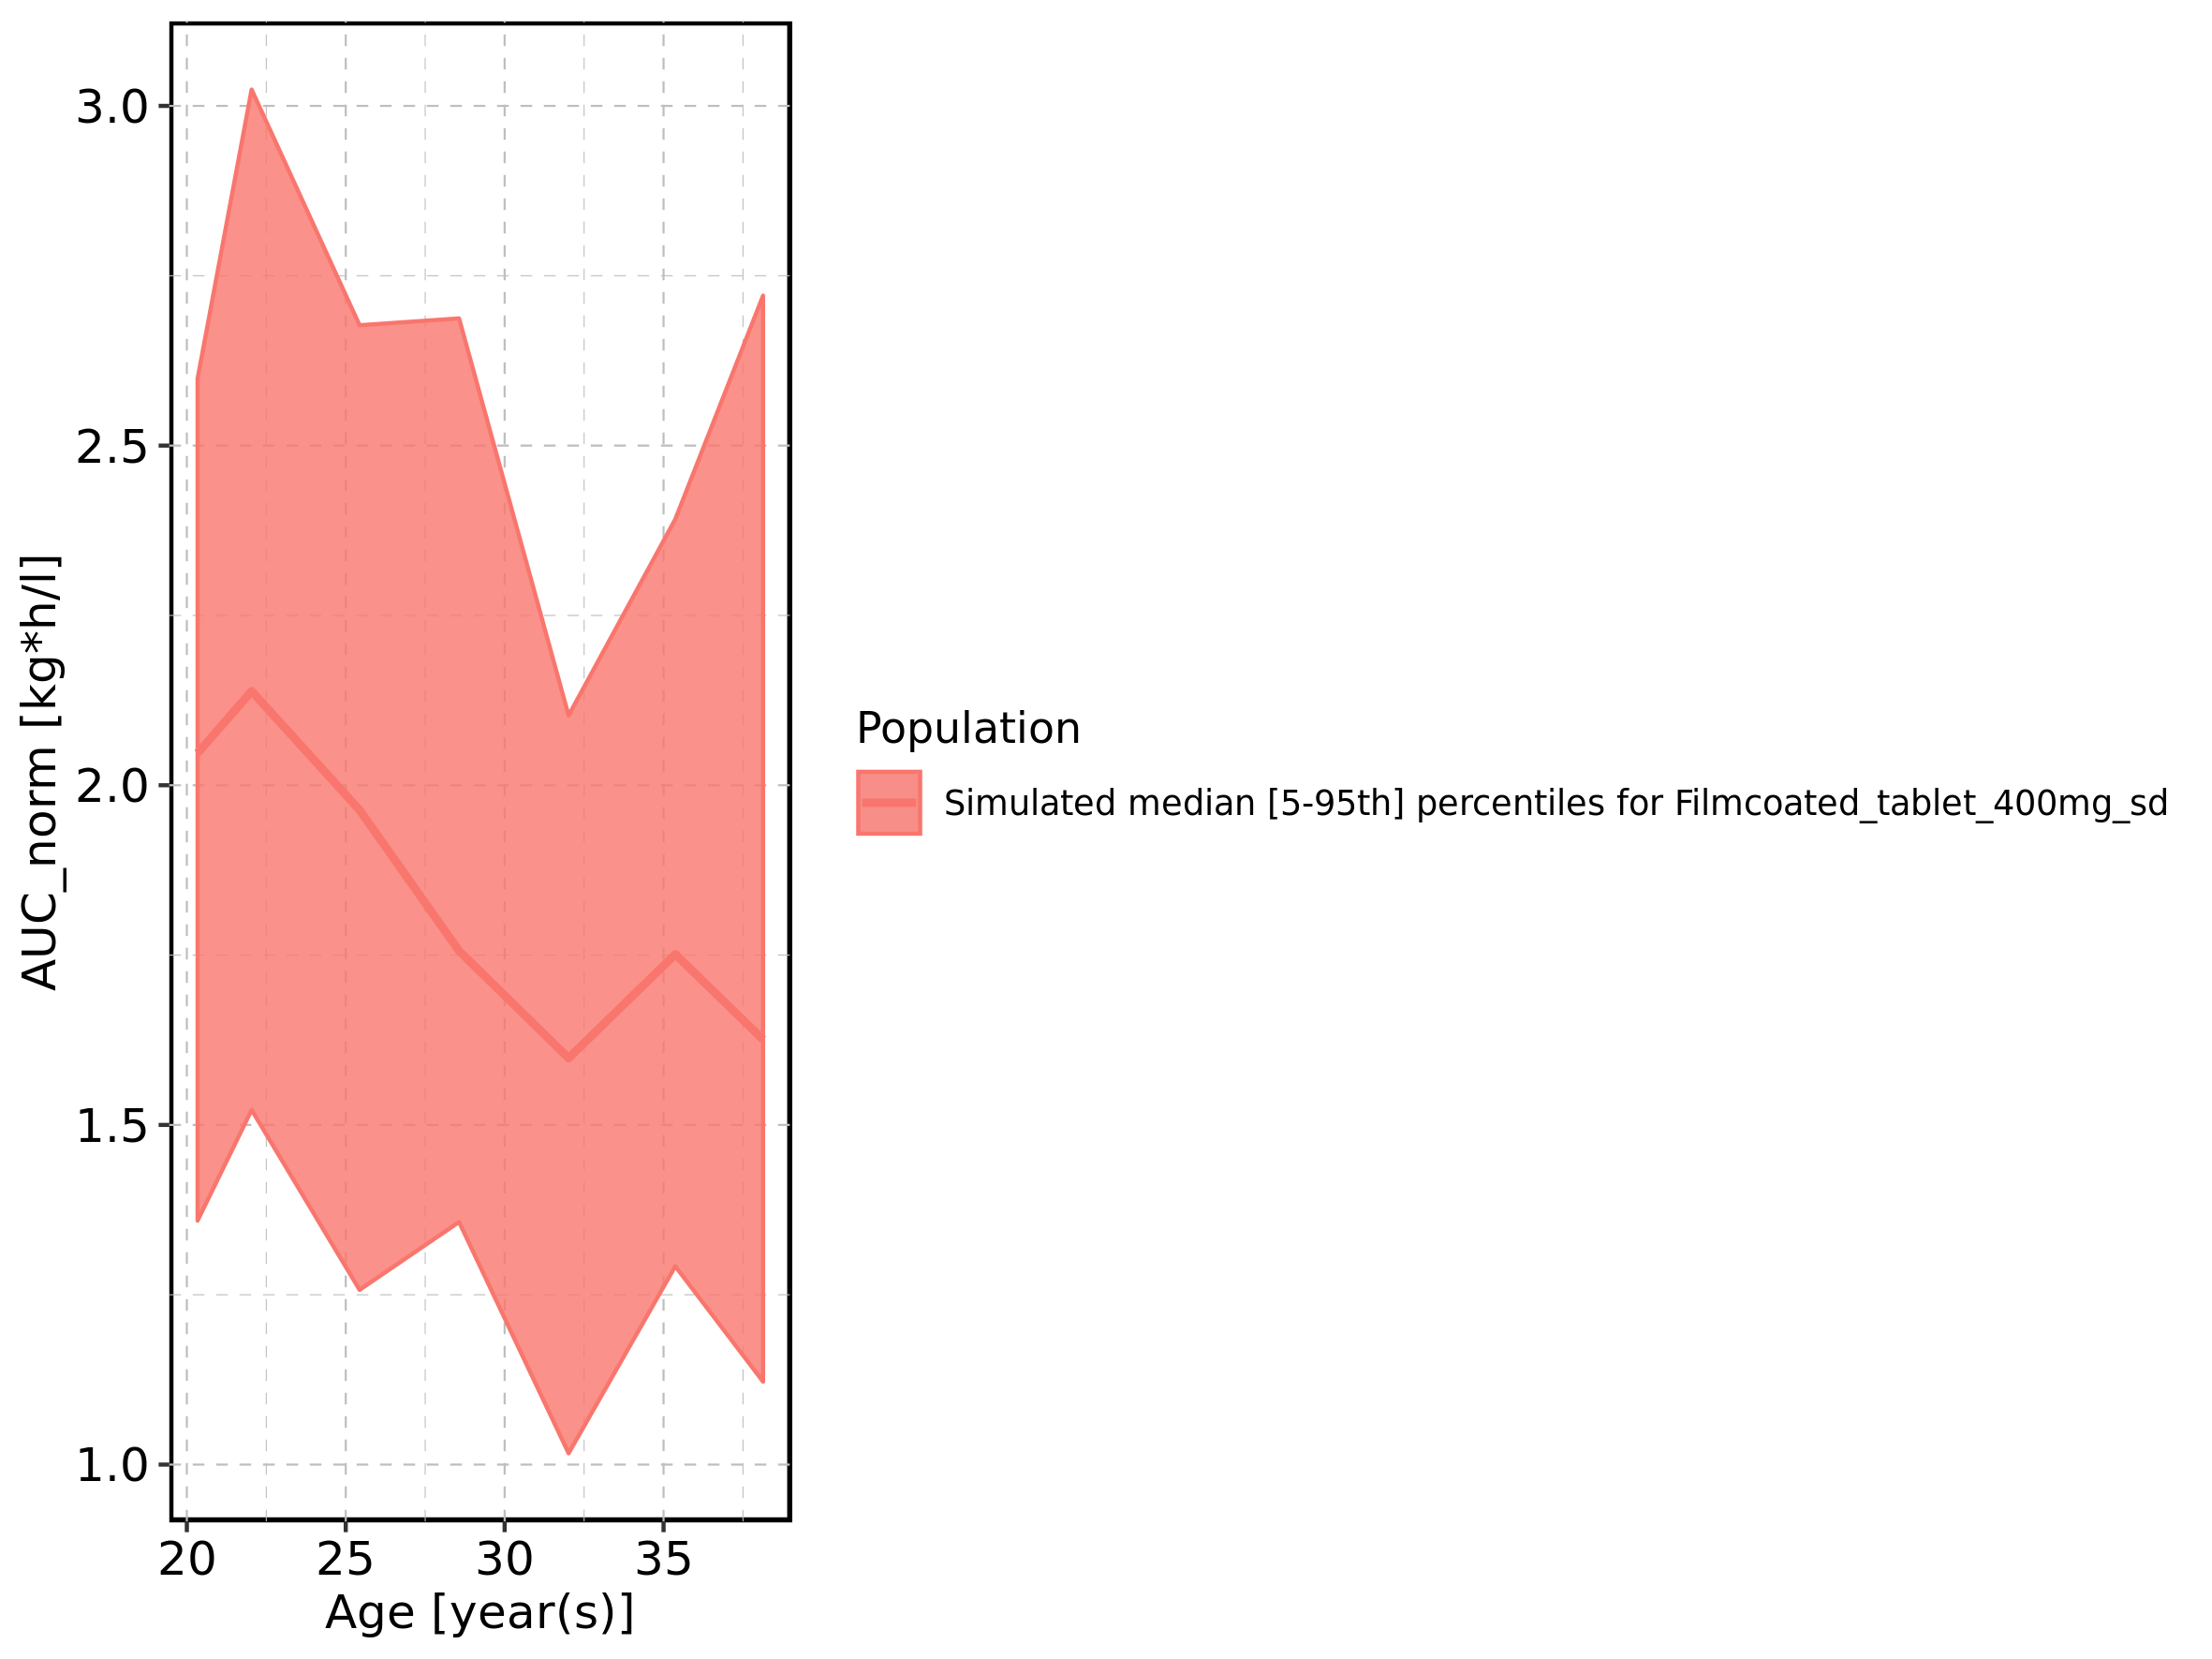 AUC_norm [kg*h/l]
3.0
2.5
2.0
1.5
1.0
20 25 30 35
Age [year(s)]
Population
Simulated median [5-95th] percentiles for Filmcoated_tablet_400mg_sd